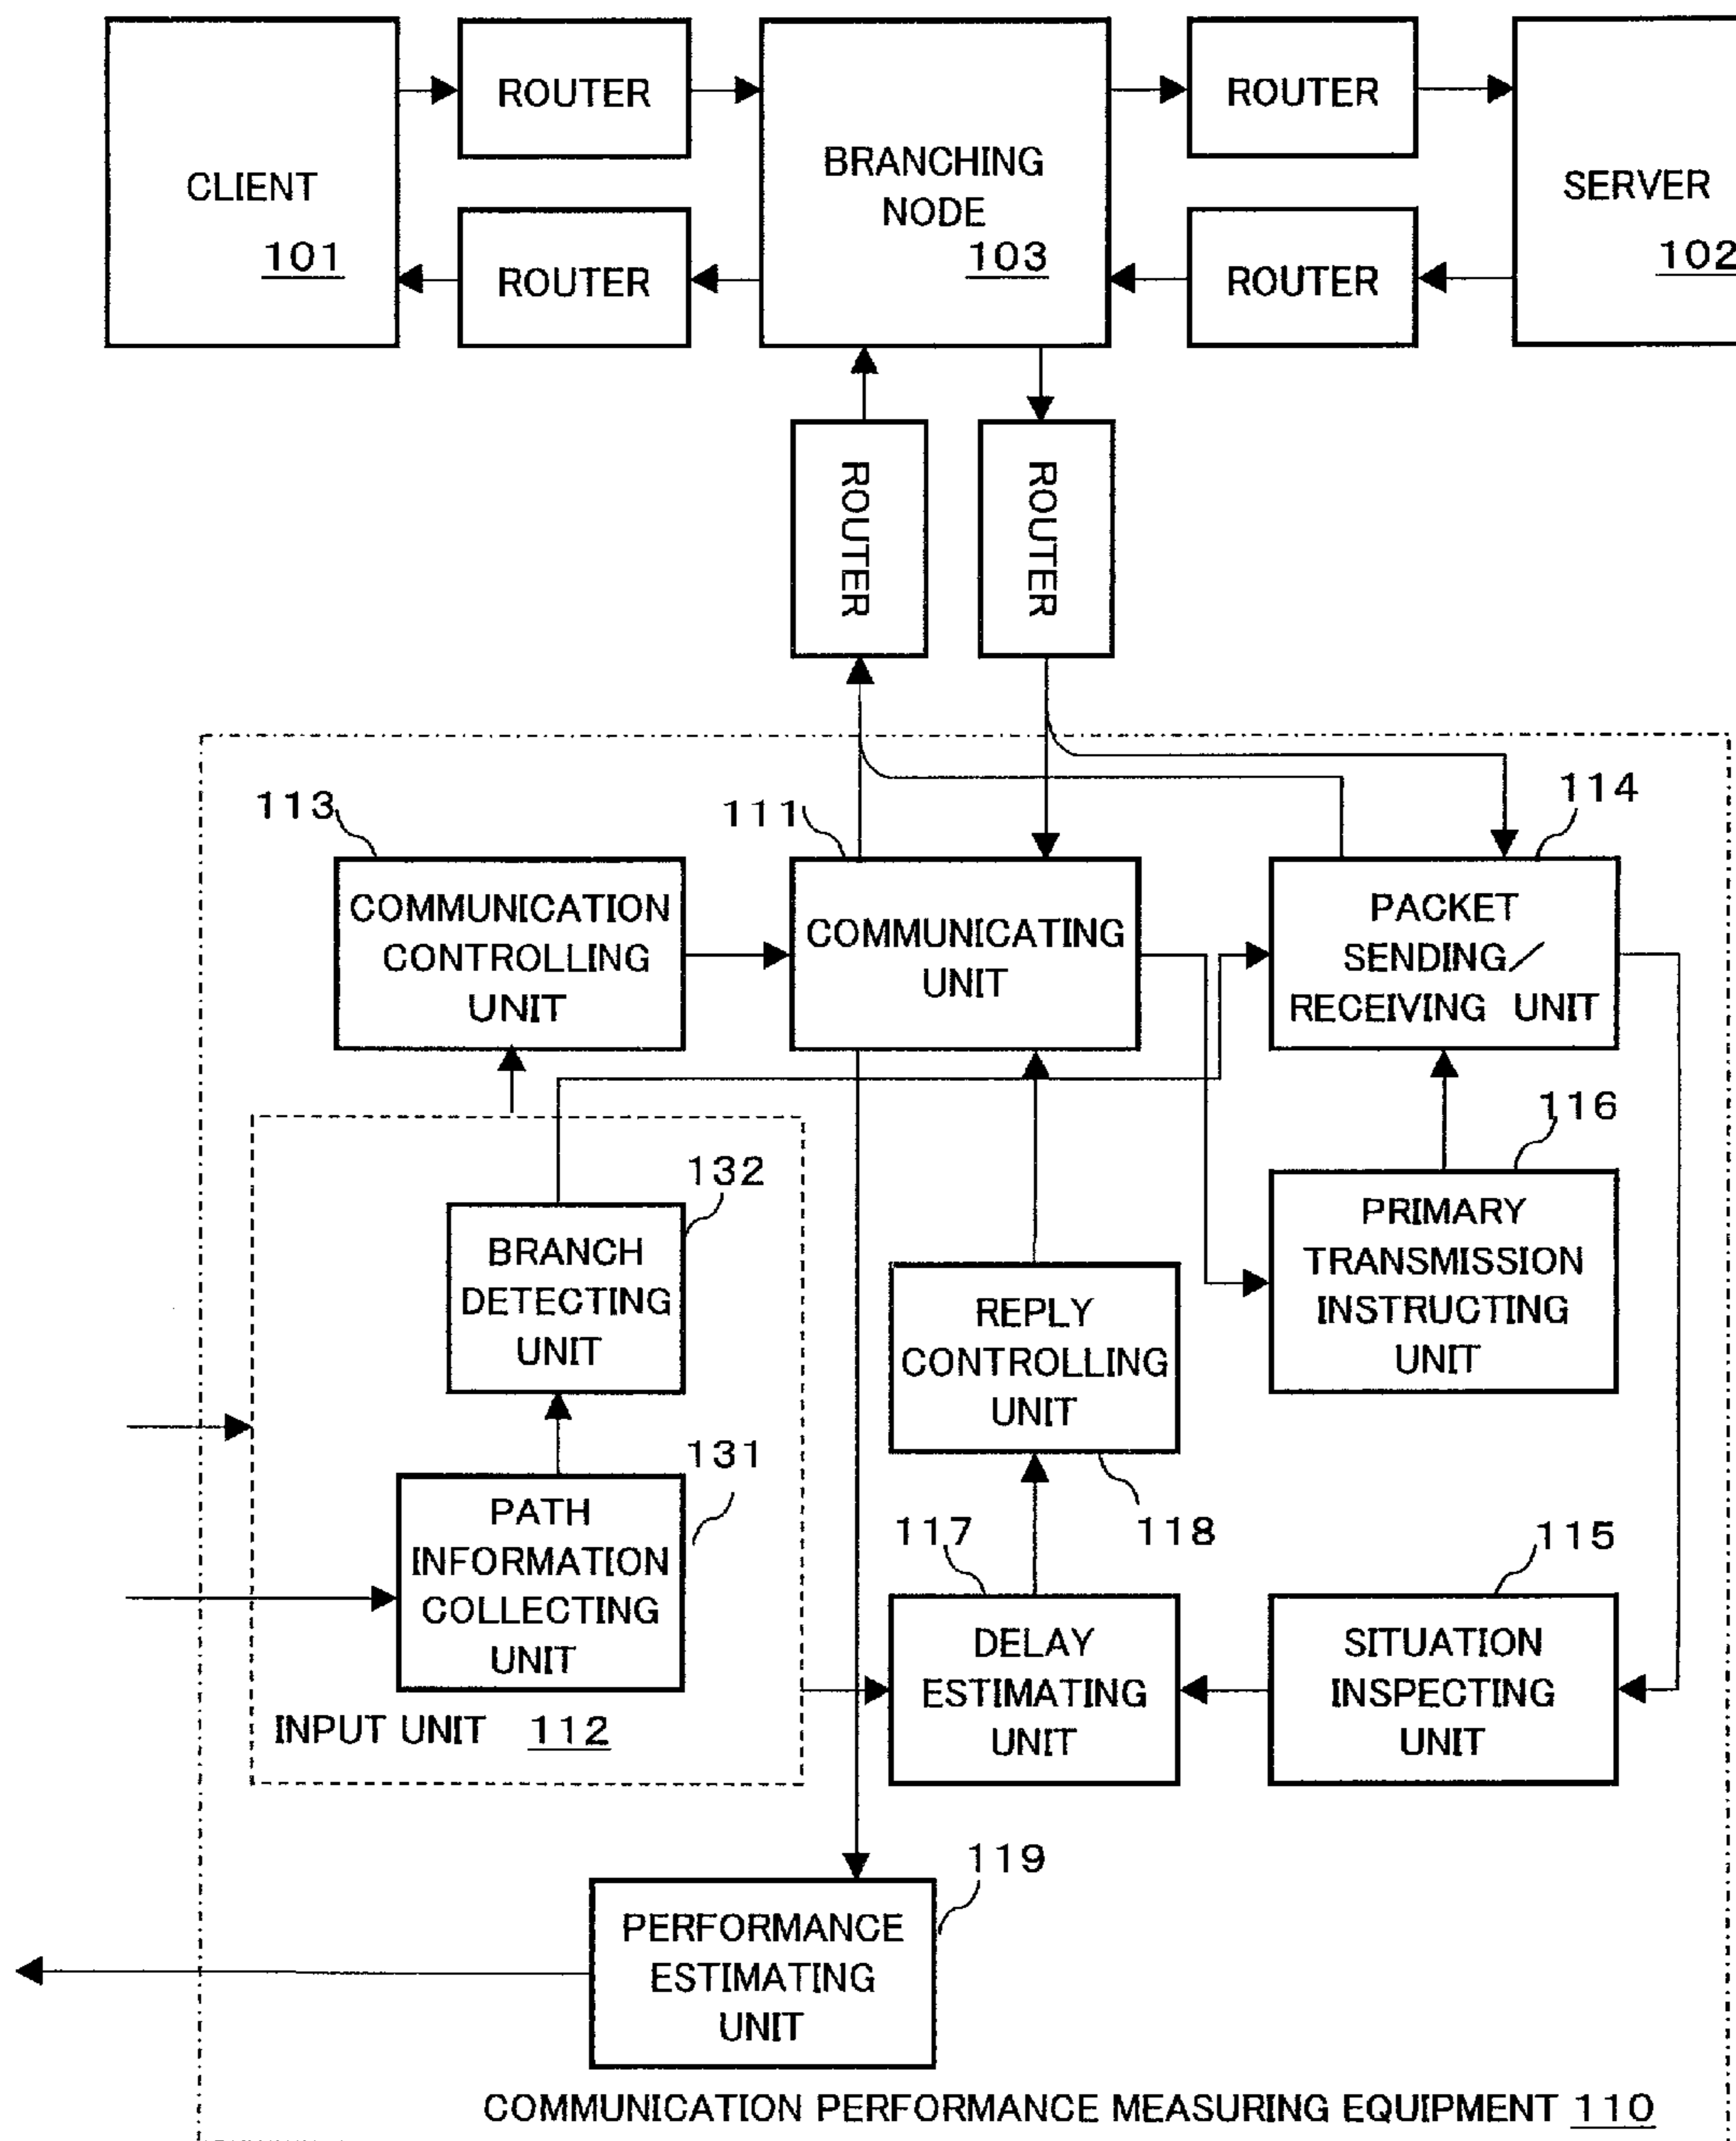 ROUTER
ROUTER
CLIENT
101
BRANCHING
NODE
103
SERVER
102
ROUTER
ROUTER
ROUTER
ROUTER
113
111
114
COMMUNICATION
CONTROLLING
UNIT
COMMUNICATING
UNIT
PACKET
SENDING/
RECEIVING UNIT
132
116
BRANCH
DETECTING
UNIT
REPLY
CONTROLLING
UNIT
PRIMARY
TRANSMISSION
INSTRUCTING
UNIT
131
PATH
INFORMATION
COLLECTING
UNIT
117
118
115
DELAY
ESTIMATING
UNIT
SITUATION
INSPECTING
UNIT
INPUT UNIT 112
119
PERFORMANCE
ESTIMATING
UNIT
COMMUNICATION PERFORMANCE MEASURING EQUIPMENT 110